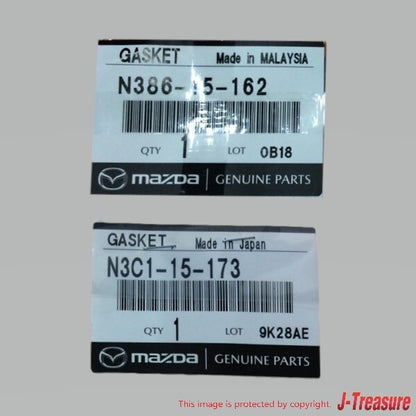 GASKET Made in MALAYSIA
N386-15-162
QTY 1 LOT 0B18
mazda GENUINE PARTS
GASKET Made in Japan
N3C1-15-173
QTY 1 LOT 9K28AE
mazda GENUINE PARTS
J-Treasure
This image is protected by copyright.